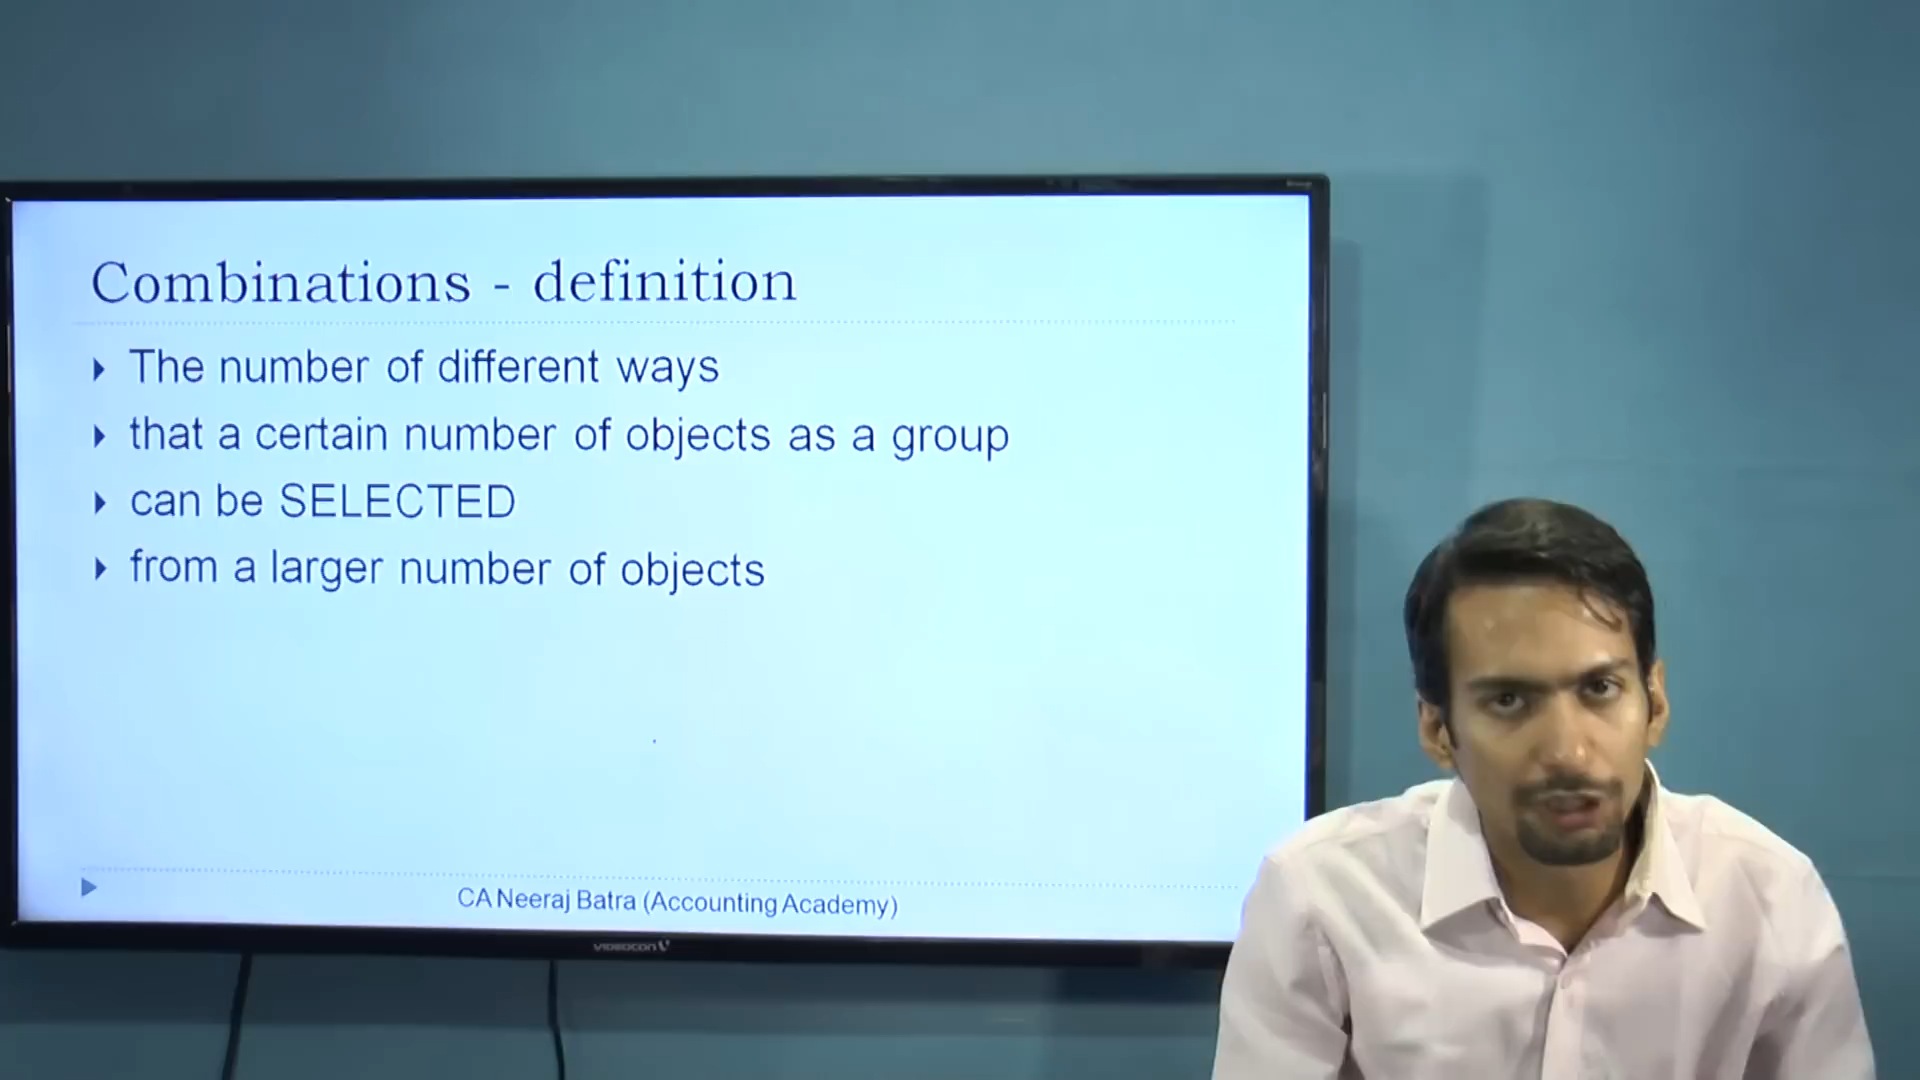 Combinations - definition
The number of different ways
that a certain number of objects as a group
can be SELECTED
from a larger number of objects
CA Neeraj Batra (Accounting Academy)
VIDEOCON